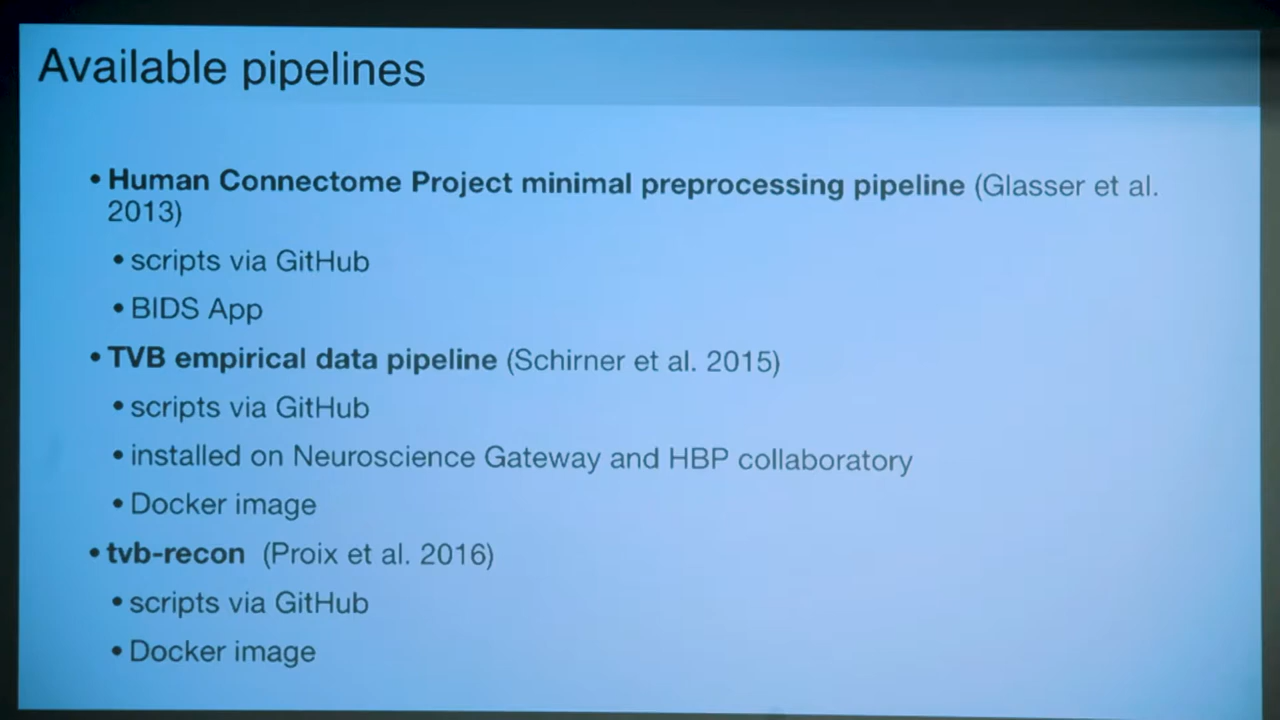 Available pipelines
• Human Connectome Project minimal preprocessing pipeline (Glasser et al.
2013)
• scripts via GitHub
• BIDS App
• TVB empirical data pipeline (Schirner et al. 2015)
• scripts via GitHub
• installed on Neuroscience Gateway and HBP collaboratory
• Docker image
• tvb-recon (Proix et al. 2016)
• scripts via GitHub
• Docker image